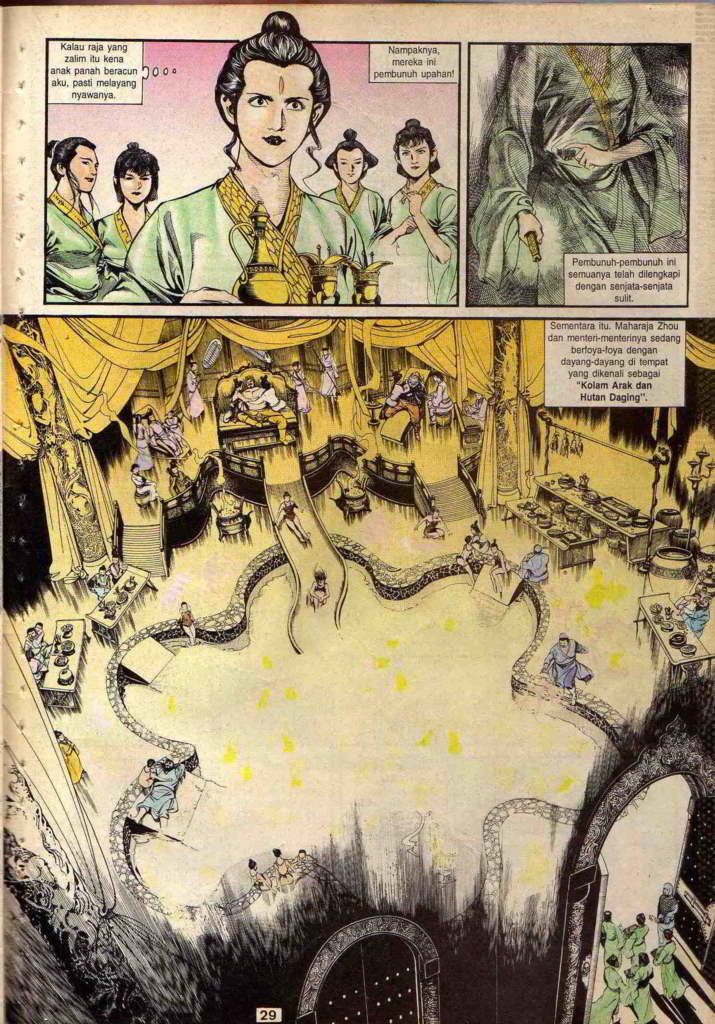 Kalau raja yang
zalim itu kena
anak panah beracun
aku, pasti melayang
nyawanya.
Nampaknya,
mereka ini
pembunuh upahan!
Pembunuh-pembunuh ini
semuanya telah dilengkapi
dengan senjata-senjata
sulit.
Sementara itu. Maharaja Zhou
dan menteri-menterinya sedang
berfoya-foya dengan
dayang-dayang di tempat
yang dikenali sebagai
"Kolam Arak dan
Hutan Daging".
29